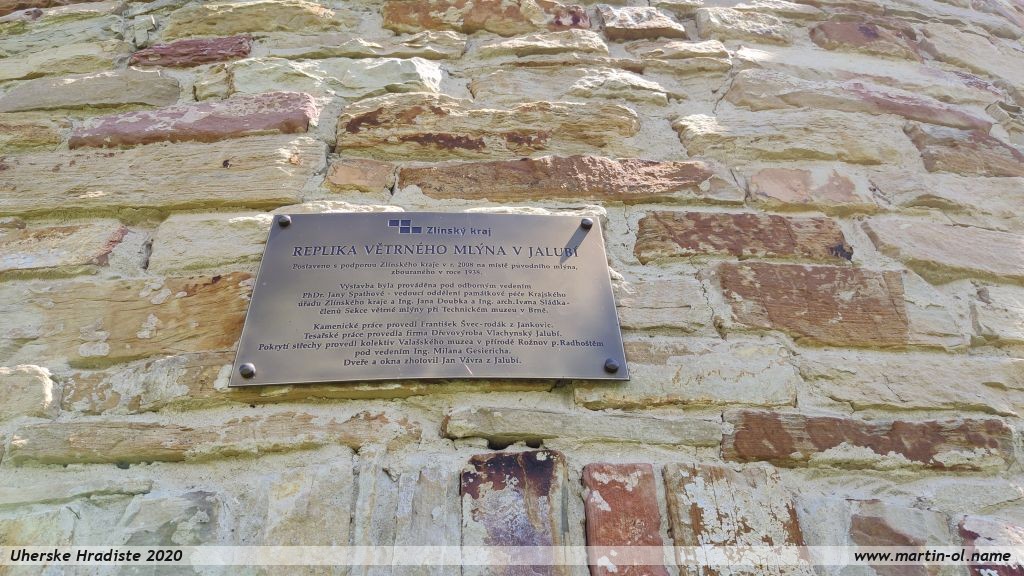 Zlínský kraj
REPLIKA VĚTRNÉHO MLÝNA V JALUBÍ
Postaveno s podporou Zlínského kraje v r. 2008 na místě původního mlýna,
zbouraného v roce 1938.
Výstavba byla prováděna pod odborným vedením
PhDr. Jany Spathové - vedoucí oddělení památkové péče Krajského
úřadu Zlínského kraje a Ing. Jana Doubka a Ing. arch. Ivana Sládka-
členů Sekce větrné mlýny při Technickém muzeu v Brně.
Kamenické práce provedl František Švec-rodák z Jankovic.
Tesařské práce provedla firma Dřevovýroba Vlachynský Jalubí.
Pokrytí střechy provedl kolektiv Valašského muzea v přírodě Rožnov p.Radhoštěm
pod vedením Ing. Milana Gesiericha.
Dveře a okna zhotovil Jan Vávra z Jalubí.
Uherske Hradiste 2020
www.martin-ol.name